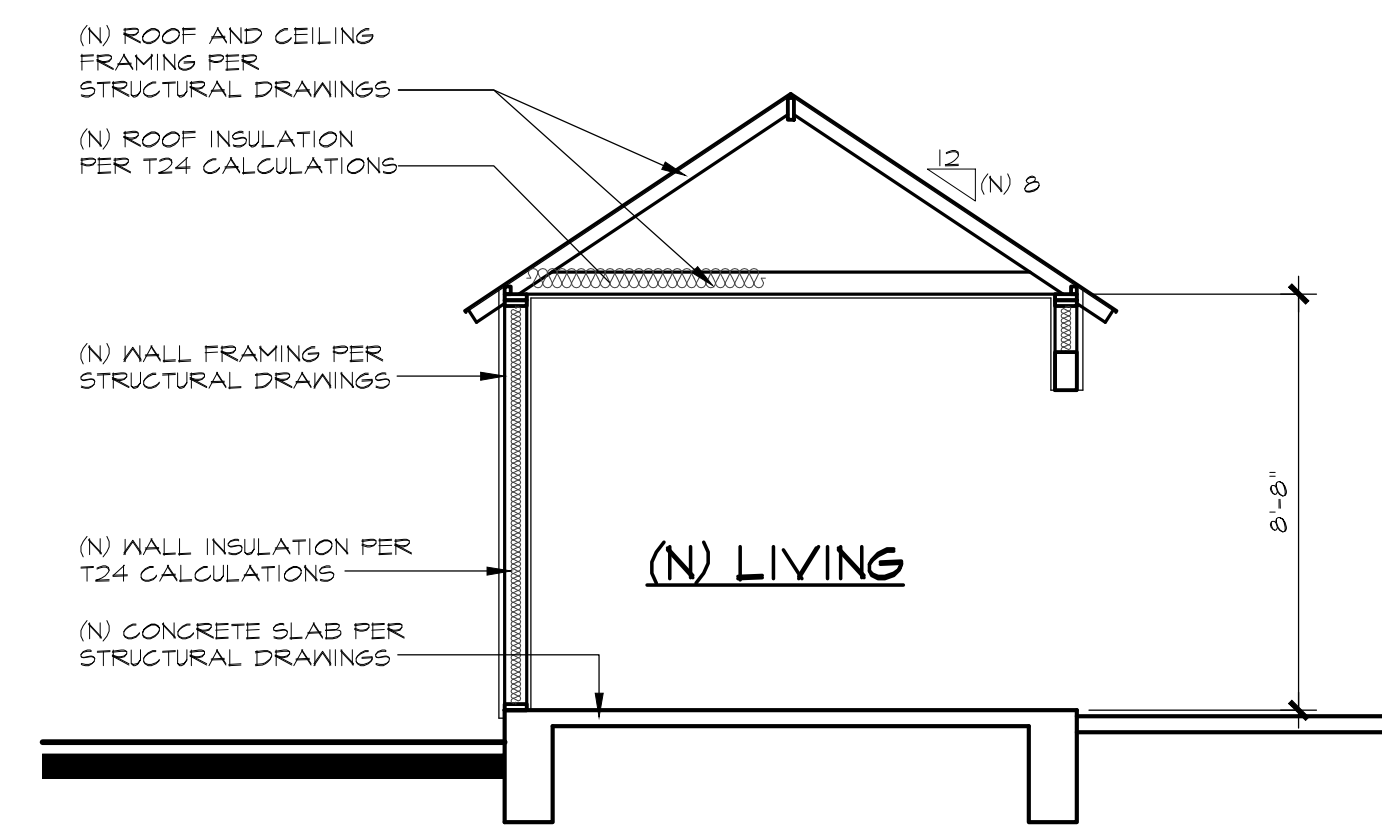 (N) ROOF AND CEILING
FRAMING PER
STRUCTURAL DRAWINGS
(N) ROOF INSULATION
PER T24 CALCULATIONS
12
(N) 8
(N) WALL FRAMING PER
STRUCTURAL DRAWINGS
8'-8"
(N) WALL INSULATION PER
T24 CALCULATIONS
(N) LIVING
(N) CONCRETE SLAB PER
STRUCTURAL DRAWINGS